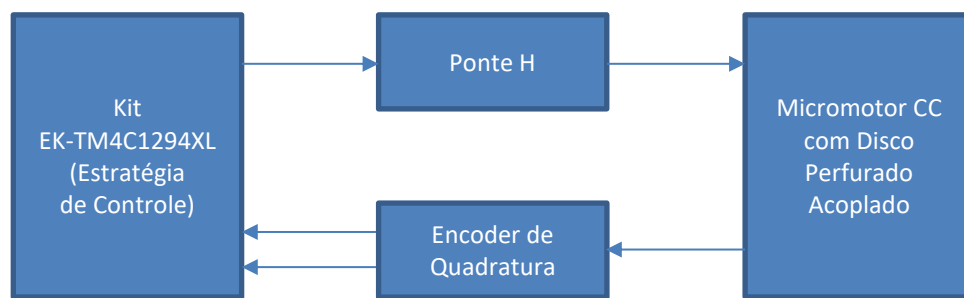 Kit
EK-TM4C1294XL
(Estratégia
de Controle)
Ponte H
Encoder de
Quadratura
Micromotor CC
com Disco
Perfurado
Acoplado